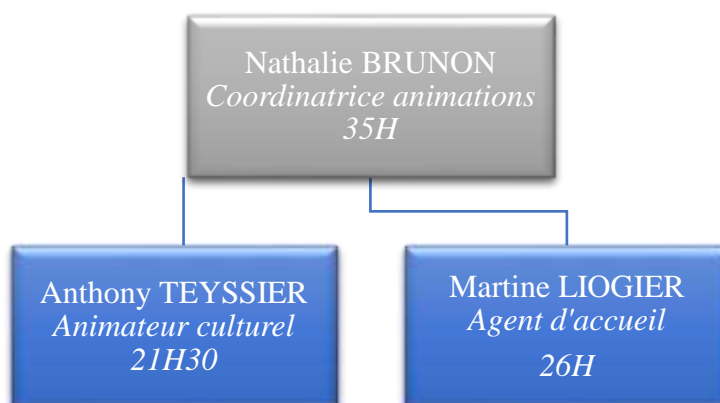 Nathalie BRUNON
Coordinatrice animations
35H
Anthony TEYSSIER
Animateur culturel
21H30
Martine LIOGIER
Agent d'accueil
26H